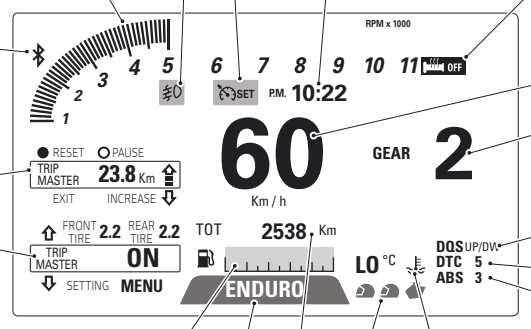 RPM x 1000
1 2 3 4 5 6 7 8 9 10 11 OFF
SET P.M. 10:22
60
Km / h
GEAR 2
RESET PAUSE
TRIP MASTER 23.8 Km
EXIT INCREASE
FRONT TIRE 2.2 REAR TIRE 2.2
TRIP MASTER ON
SETTING MENU
TOT 2538 Km
ENDURO
LO °C
DQS UP/DW
DTC 5
ABS 3